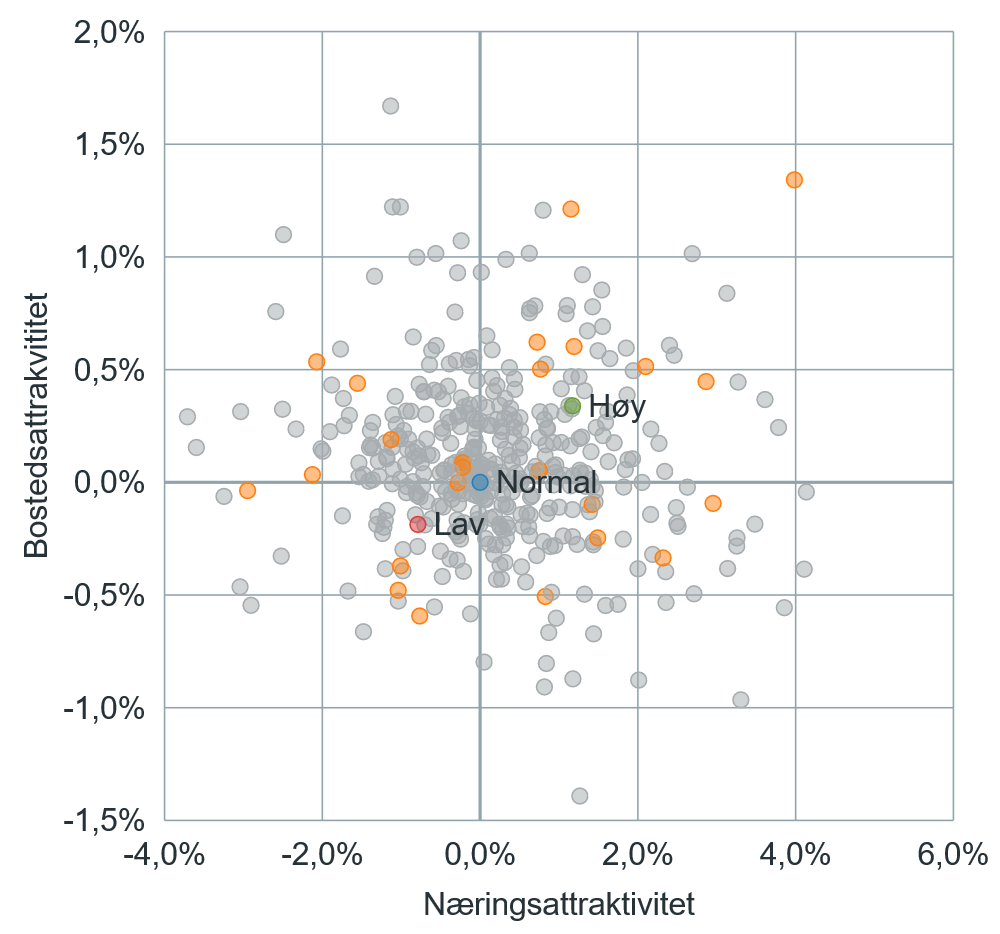 2,0%
1,5%
1,0%
0,5%
0,0%
-0,5%
-1,0%
-1,5%
Bostedsattrakvititet
Høy
Normal
Lav
-4,0% -2,0% 0,0% 2,0% 4,0% 6,0%
Næringsattraktivitet